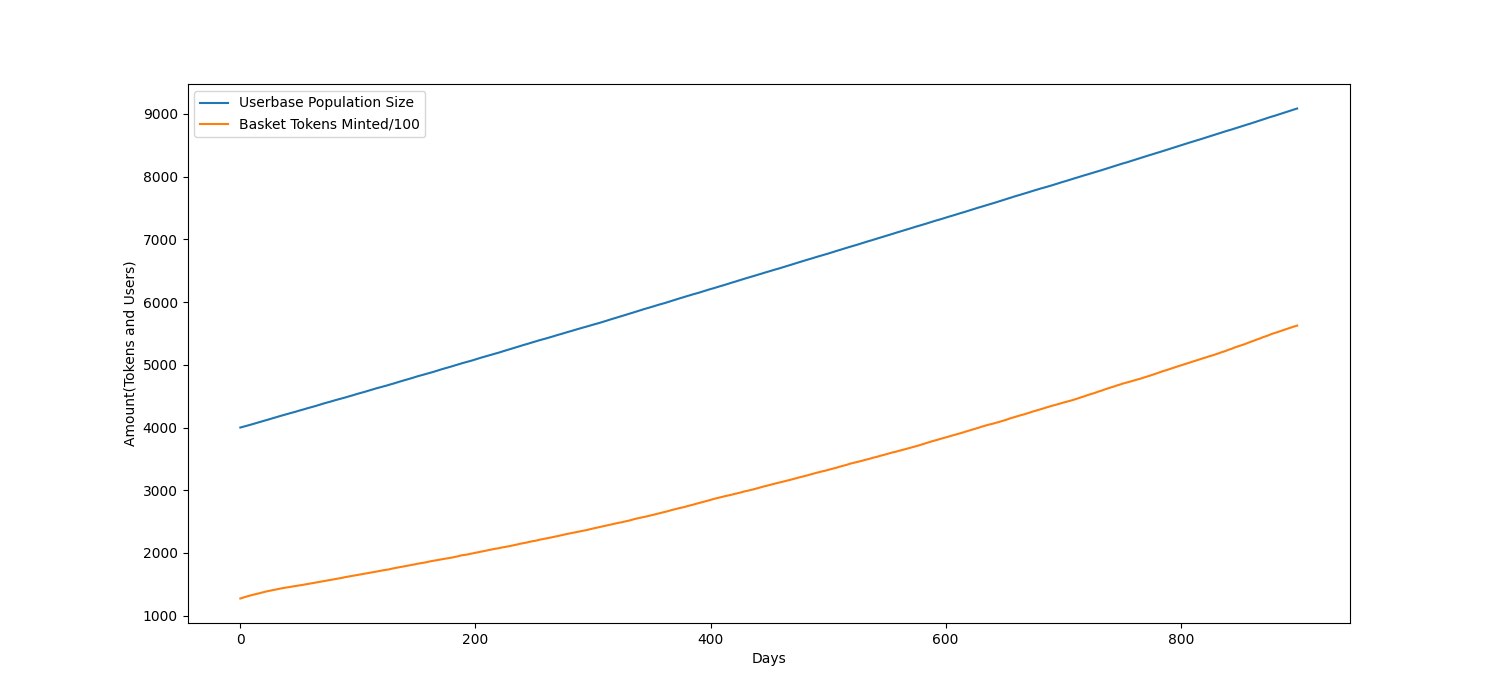 Userbase Population Size
Basket Tokens Minted/100
9000
8000
7000
6000
5000
4000
3000
2000
1000
Amount(Tokens and Users)
0 200 400 600 800
Days